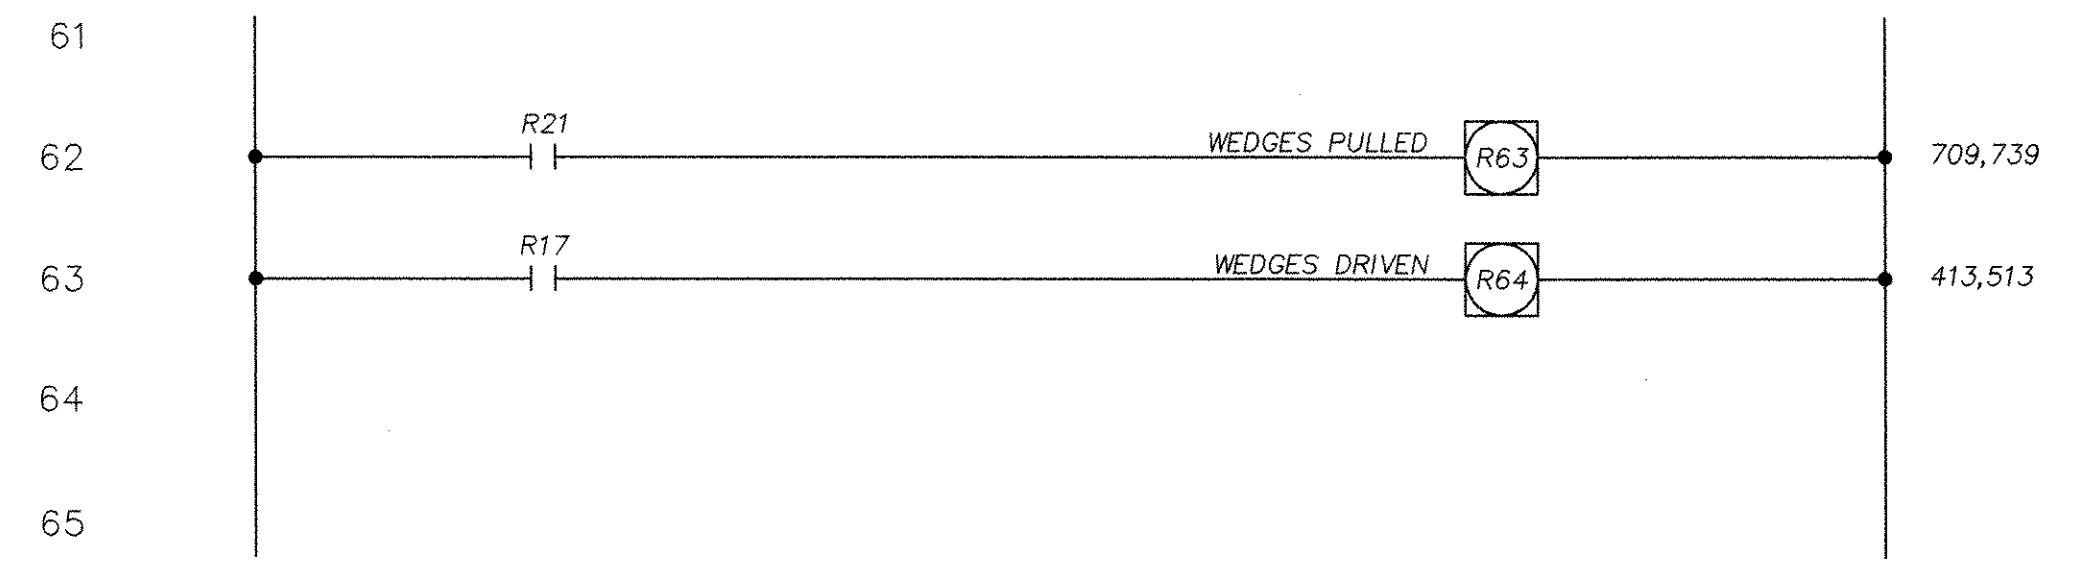 61
R21
62 WEDGES PULLED R63 709,739
R17
63 WEDGES DRIVEN R64 413,513
64
65